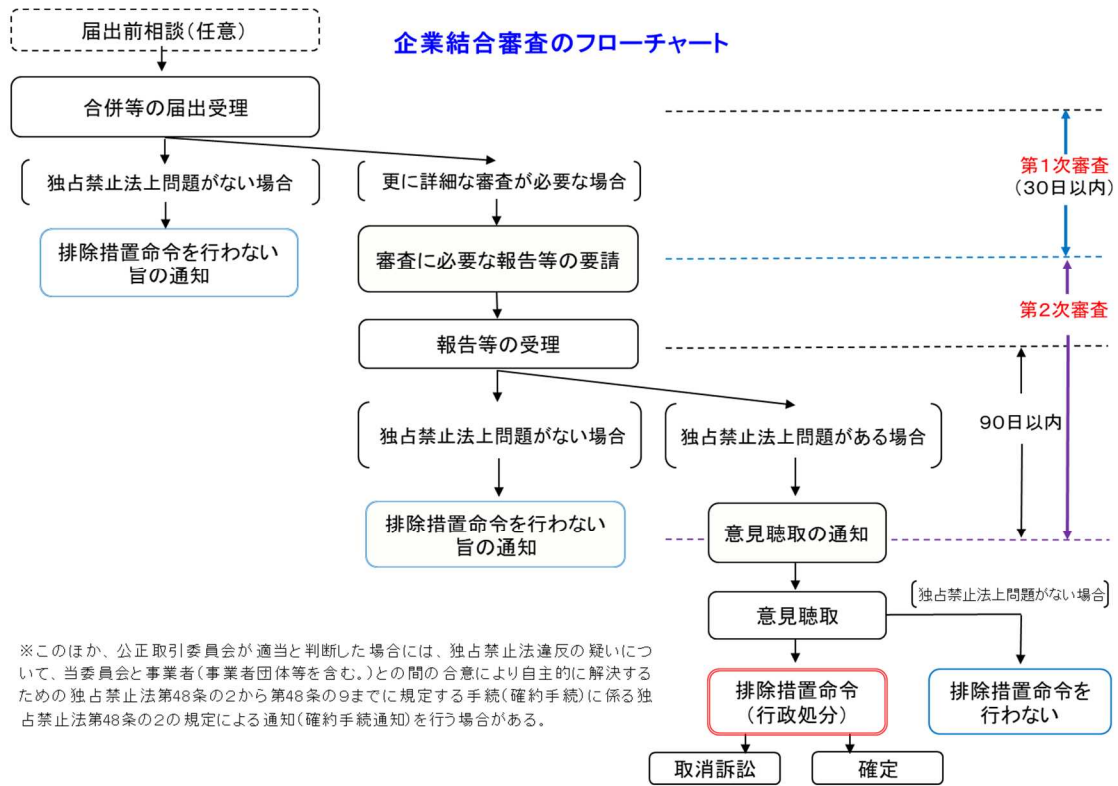 届出前相談（任意）
企業結合審査のフローチャート
合併等の届出受理
独占禁止法上問題がない場合
更に詳細な審査が必要な場合
第１次審査
（30日以内）
排除措置命令を行わない
旨の通知
審査に必要な報告等の要請
第２次審査
報告等の受理
独占禁止法上問題がない場合
独占禁止法上問題がある場合
90日以内
排除措置命令を行わない
旨の通知
意見聴取の通知
意見聴取
独占禁止法上問題がない場合
※このほか、公正取引委員会が適当と判断した場合には、独占禁止法違反の疑いにつ
いて、当委員会と事業者（事業者団体等を含む。）との間の合意により自主的に解決する
ための独占禁止法第48条の２から第48条の９までに規定する手続（確約手続）に係る独
占禁止法第48条の２の規定による通知（確約手続通知）を行う場合がある。
排除措置命令
（行政処分）
排除措置命令を
行わない
取消訴訟
確定